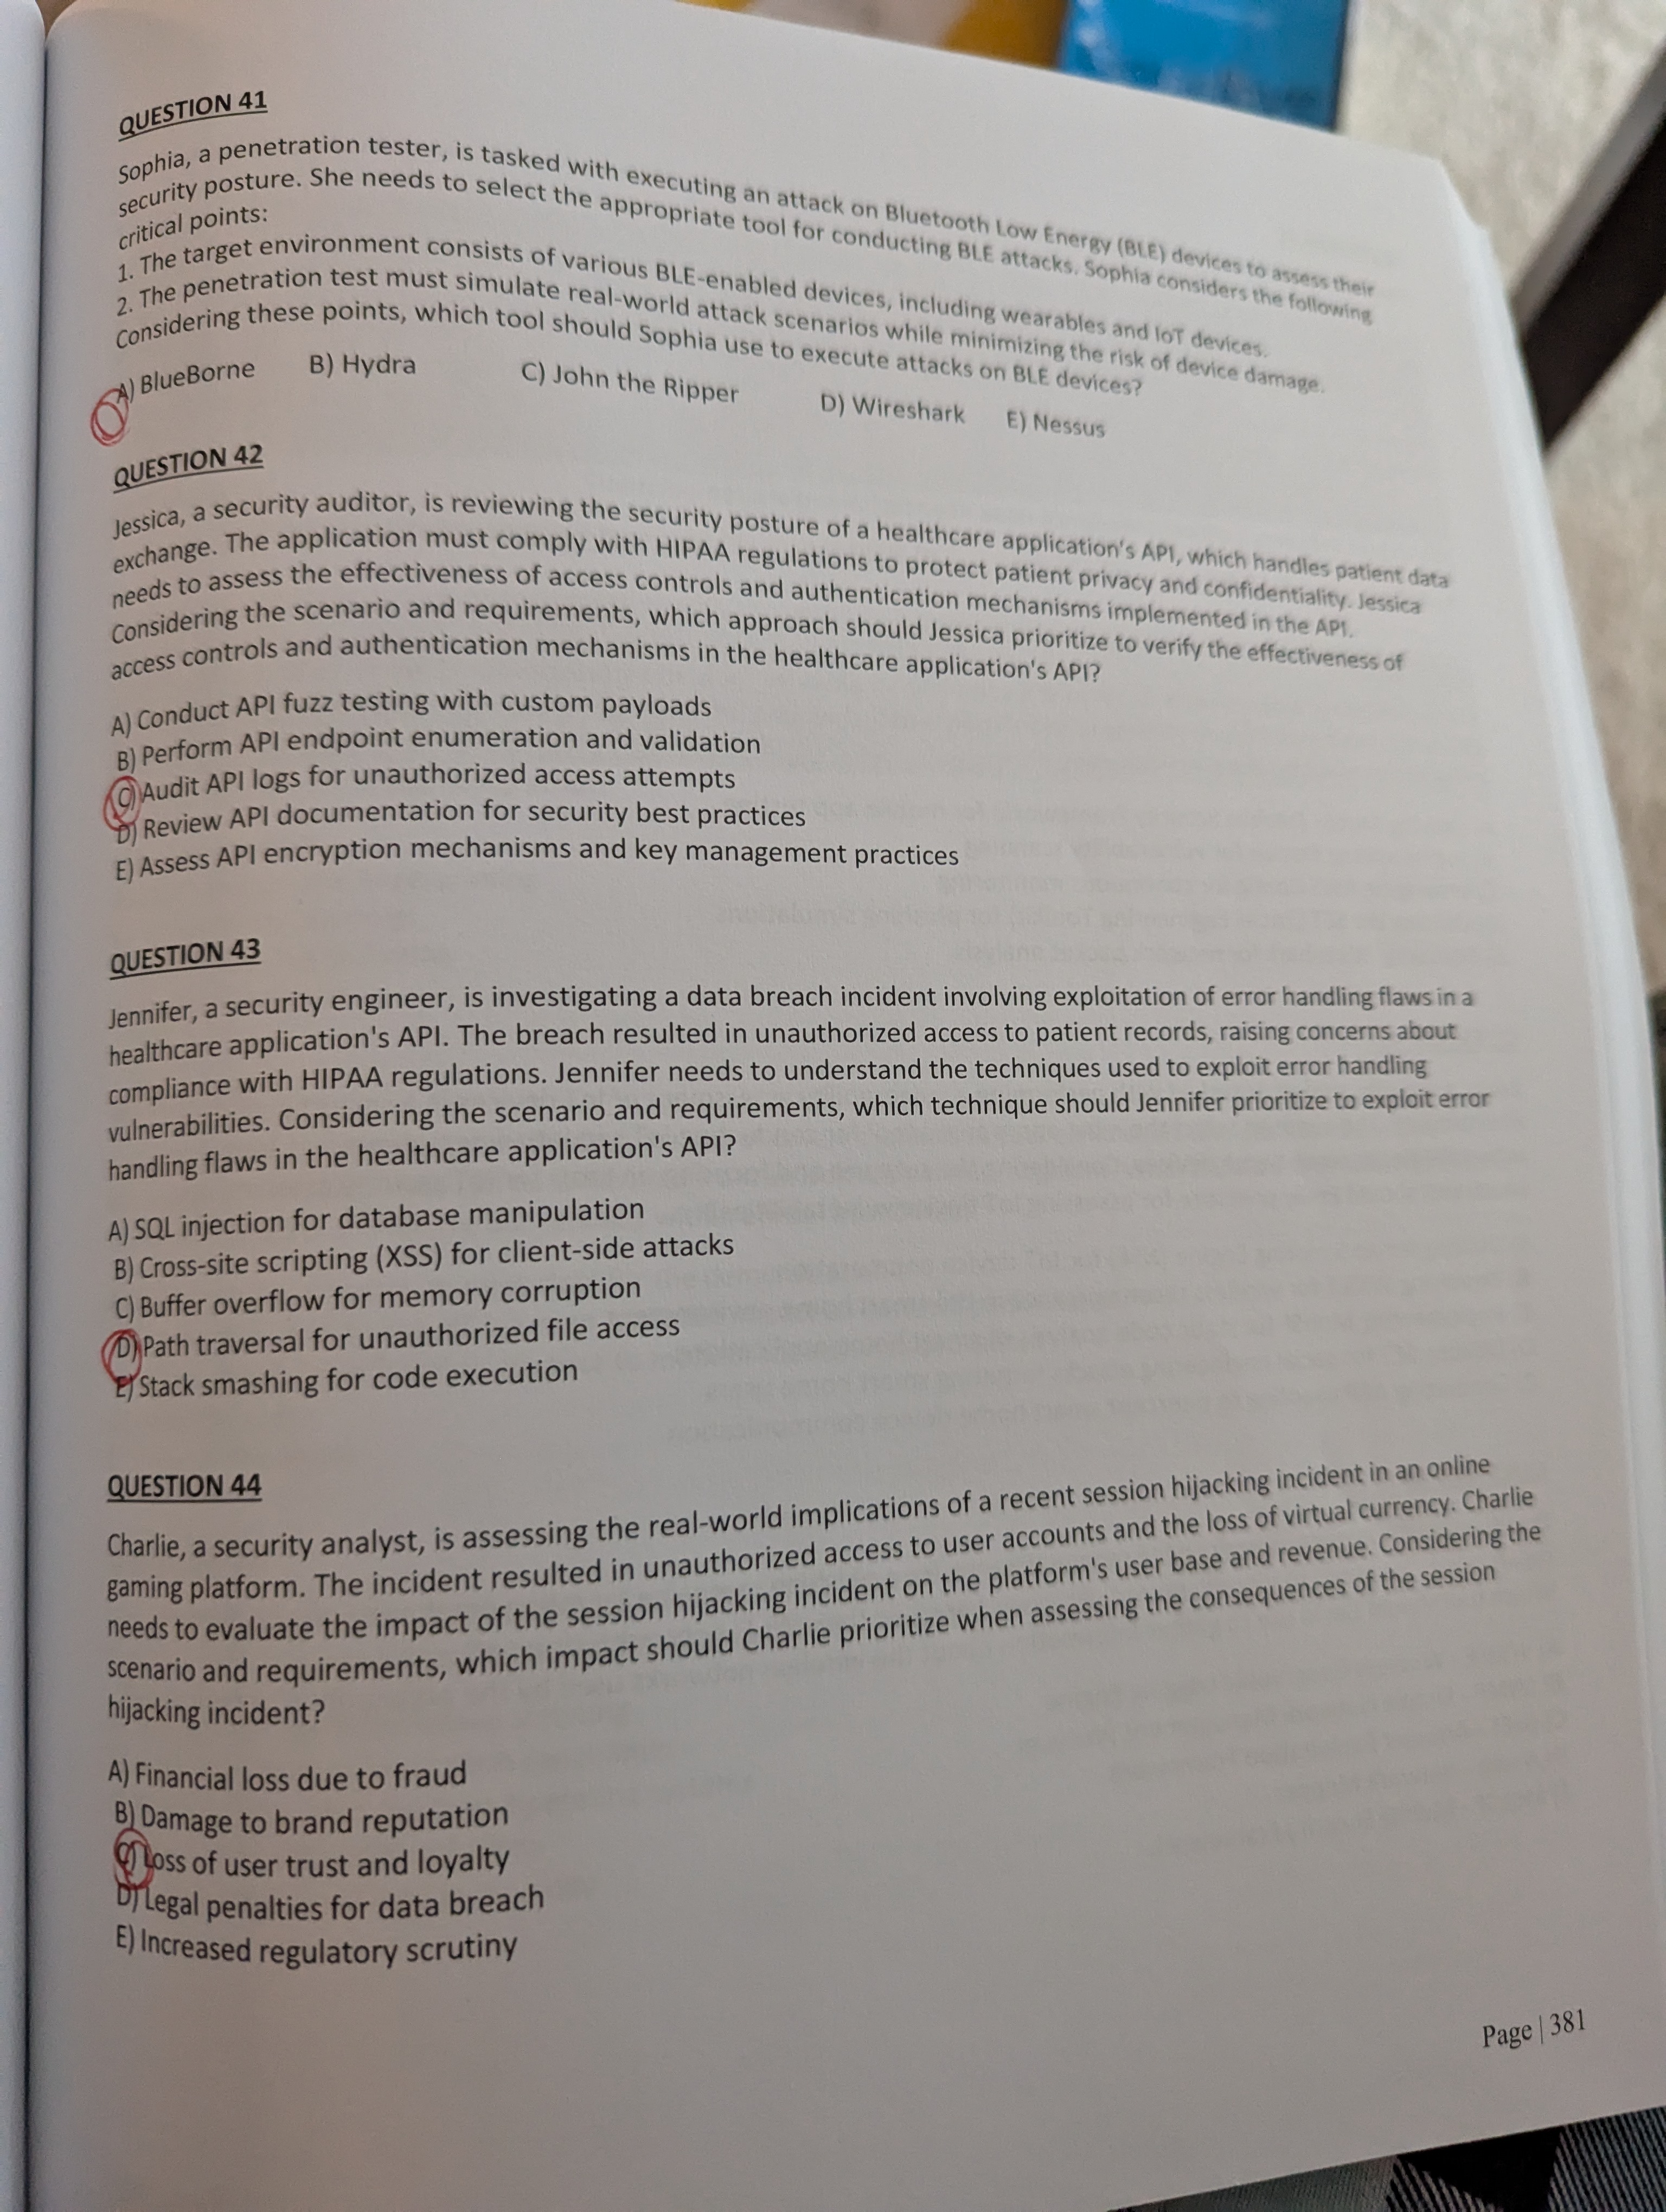 QUESTION 41
Sophia, a penetration tester, is tasked with executing an attack on Bluetooth Low Energy (BLE) devices to assess their
security posture. She needs to select the appropriate tool for conducting BLE attacks. Sophia considers the following
critical points:
1. The target environment consists of various BLE-enabled devices, including wearables and IoT devices.
2. The penetration test must simulate real-world attack scenarios while minimizing the risk of device damage.
Considering these points, which tool should Sophia use to execute attacks on BLE devices?
A) BlueBorne B) Hydra C) John the Ripper D) Wireshark E) Nessus
QUESTION 42
Jessica, a security auditor, is reviewing the security posture of a healthcare application's API, which handles patient data
exchange. The application must comply with HIPAA regulations to protect patient privacy and confidentiality. Jessica
needs to assess the effectiveness of access controls and authentication mechanisms implemented in the API.
Considering the scenario and requirements, which approach should Jessica prioritize to verify the effectiveness of
access controls and authentication mechanisms in the healthcare application's API?
A) Conduct API fuzz testing with custom payloads
B) Perform API endpoint enumeration and validation
C) Audit API logs for unauthorized access attempts
D) Review API documentation for security best practices
E) Assess API encryption mechanisms and key management practices
QUESTION 43
Jennifer, a security engineer, is investigating a data breach incident involving exploitation of error handling flaws in a
healthcare application's API. The breach resulted in unauthorized access to patient records, raising concerns about
compliance with HIPAA regulations. Jennifer needs to understand the techniques used to exploit error handling
vulnerabilities. Considering the scenario and requirements, which technique should Jennifer prioritize to exploit error
handling flaws in the healthcare application's API?
A) SQL injection for database manipulation
B) Cross-site scripting (XSS) for client-side attacks
C) Buffer overflow for memory corruption
D) Path traversal for unauthorized file access
E) Stack smashing for code execution
QUESTION 44
Charlie, a security analyst, is assessing the real-world implications of a recent session hijacking incident in an online
gaming platform. The incident resulted in unauthorized access to user accounts and the loss of virtual currency. Charlie
needs to evaluate the impact of the session hijacking incident on the platform's user base and revenue. Considering the
scenario and requirements, which impact should Charlie prioritize when assessing the consequences of the session
hijacking incident?
A) Financial loss due to fraud
B) Damage to brand reputation
C) Loss of user trust and loyalty
D) Legal penalties for data breach
E) Increased regulatory scrutiny
Page | 381